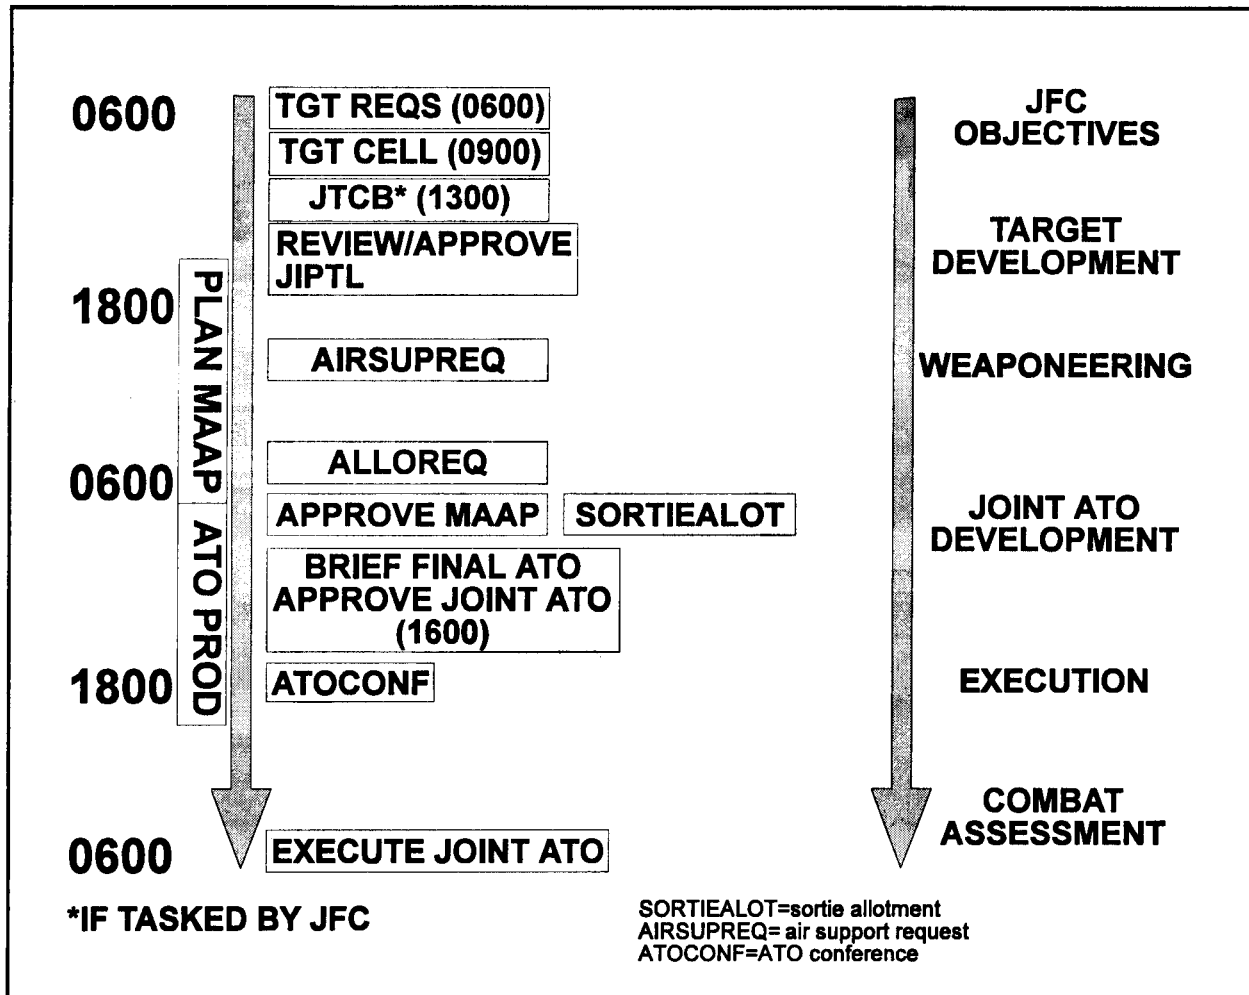 0600
TGT REQS (0600)
TGT CELL (0900)
JTCB* (1300)
REVIEW/APPROVE
JIPTL
1800
PLAN MAAP
AIRSUPREQ
ALLOREQ
0600
APPROVE MAAP
SORTIEALOT
ATO PROD
BRIEF FINAL ATO
APPROVE JOINT ATO
(1600)
1800
ATOCONF
0600
EXECUTE JOINT ATO
JFC
OBJECTIVES
TARGET
DEVELOPMENT
WEAPONEERING
JOINT ATO
DEVELOPMENT
EXECUTION
COMBAT
ASSESSMENT
*IF TASKED BY JFC
SORTIEALOT=sortie allotment
AIRSUPREQ= air support request
ATOCONF=ATO conference